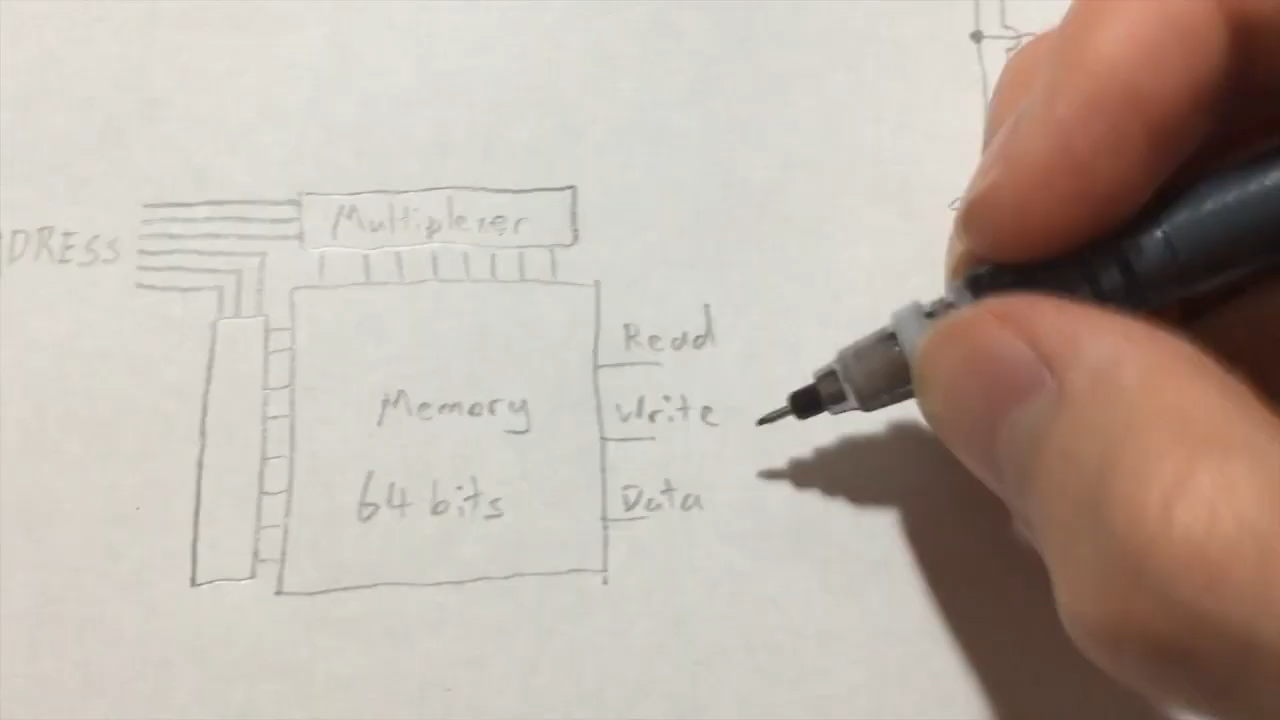 Multiplexer
DRESS
Read
Memory
Write
64 bits
Data